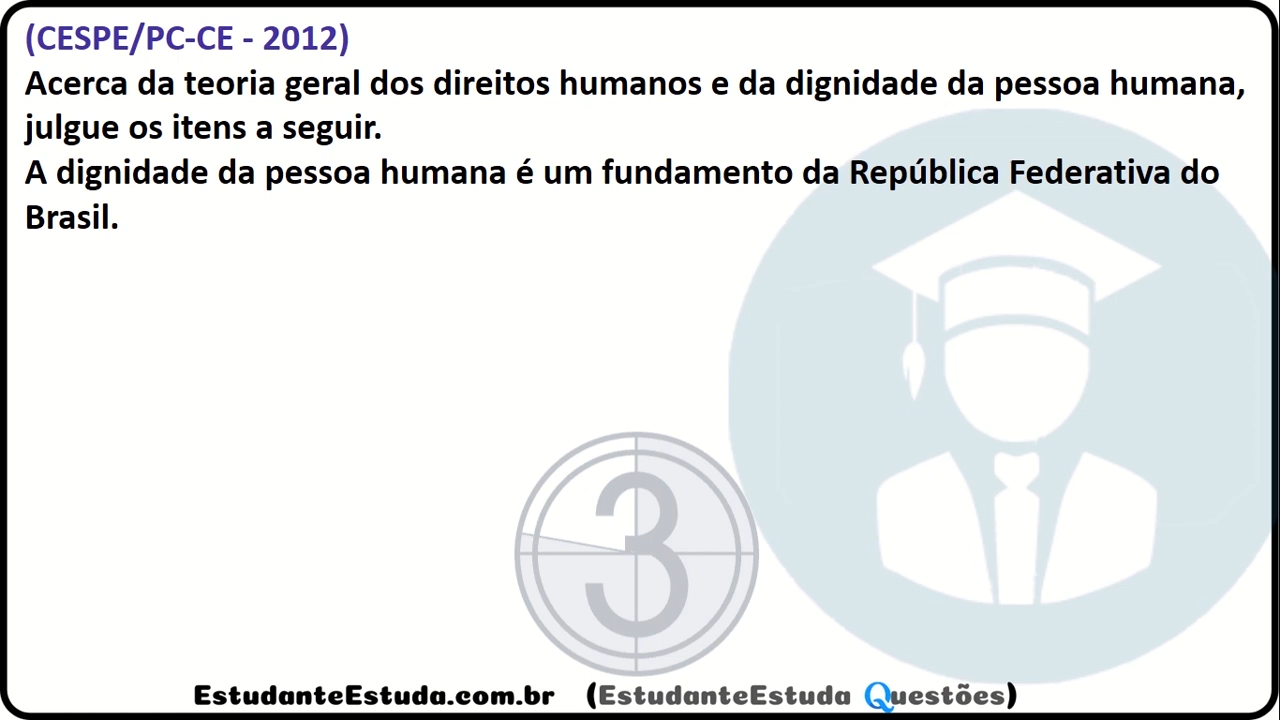 (CESPE/PC-CE - 2012)
Acerca da teoria geral dos direitos humanos e da dignidade da pessoa humana,
julgue os itens a seguir.
A dignidade da pessoa humana é um fundamento da República Federativa do
Brasil.
3
EstudanteEstuda.com.br (EstudanteEstuda Questões)